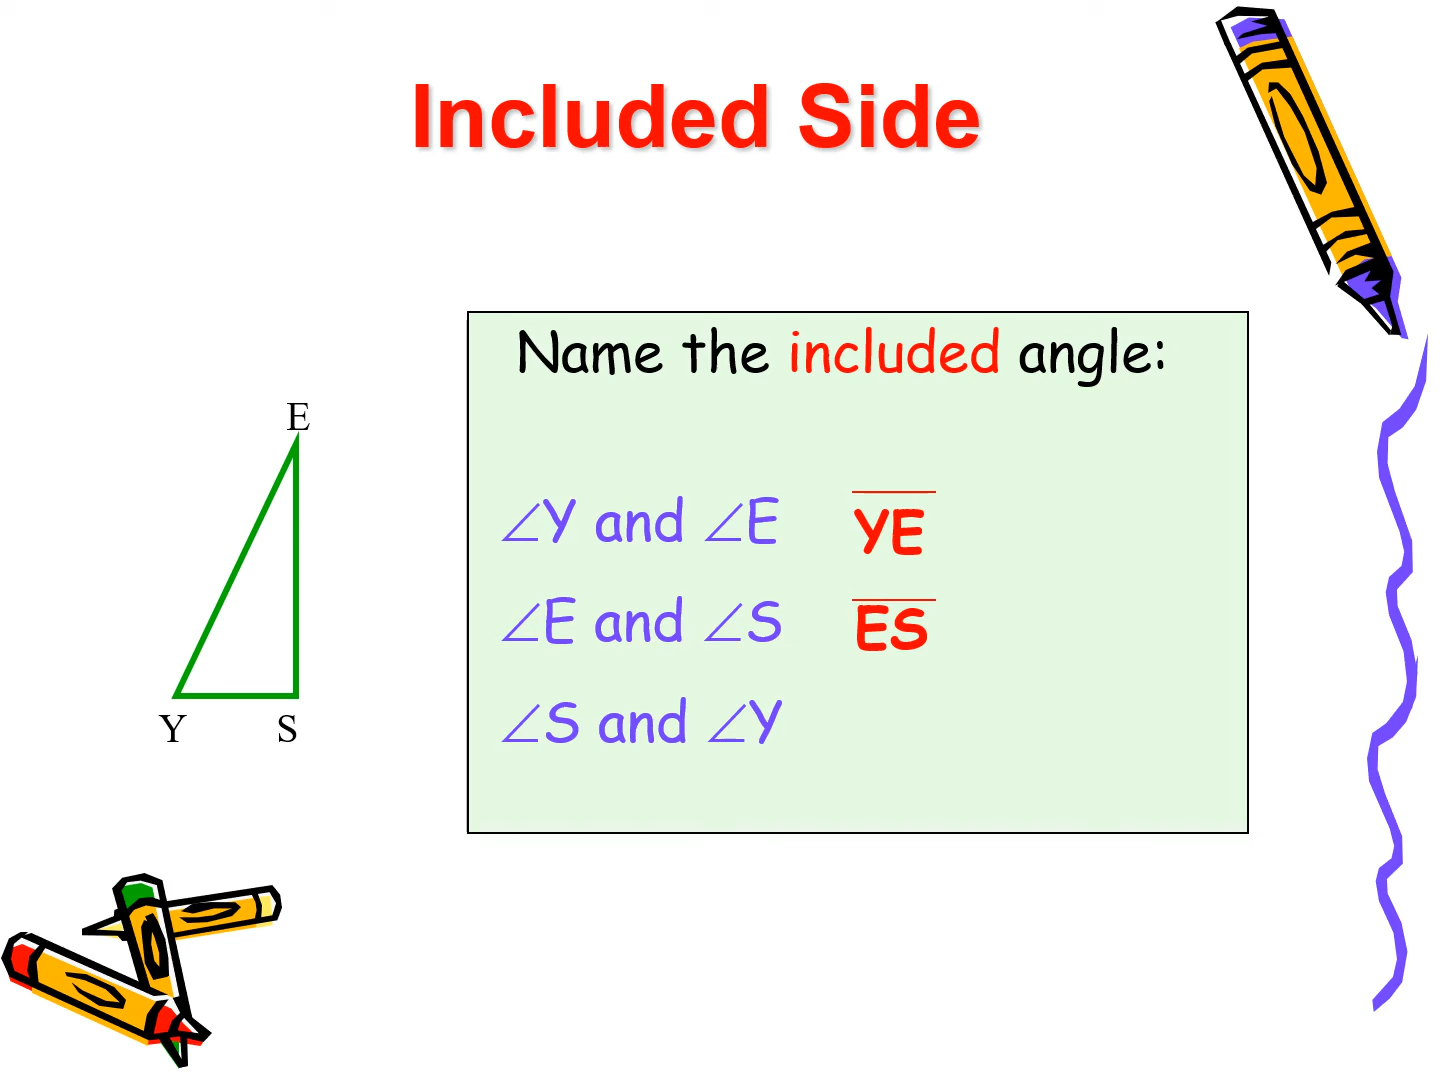 Included Side
Name the included angle:
E
∠Y and ∠E YE
∠E and ∠S ES
∠S and ∠Y
Y S